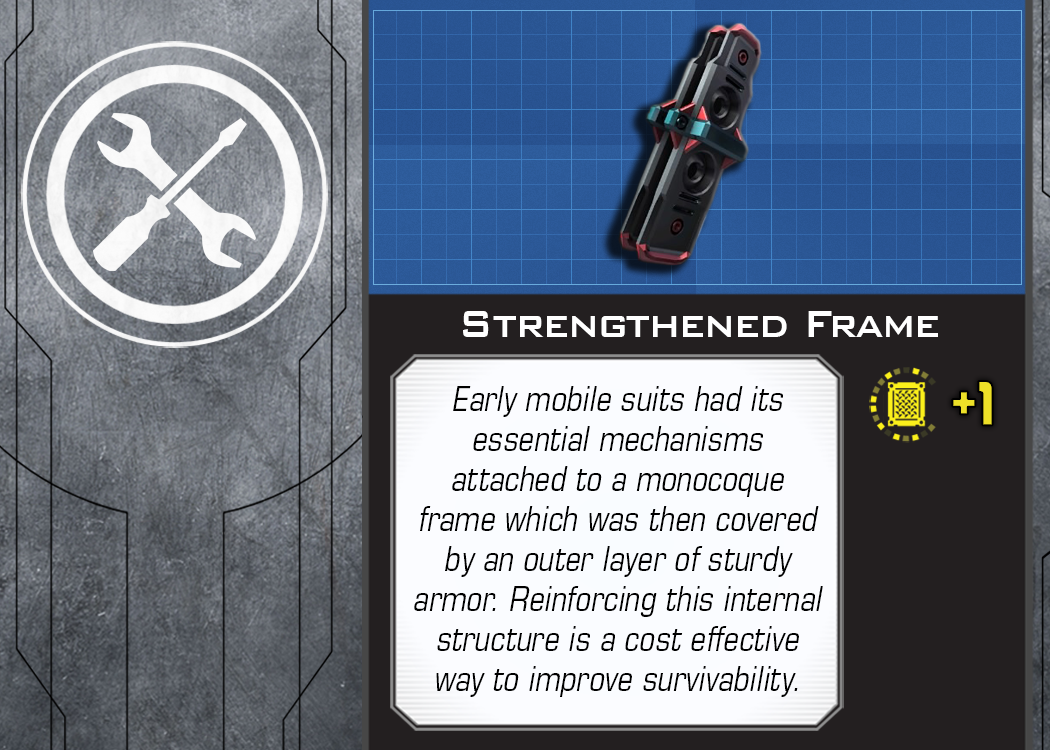 Strengthened Frame
Early mobile suits had its
essential mechanisms
attached to a monocoque
frame which was then covered
by an outer layer of sturdy
armor. Reinforcing this internal
structure is a cost effective
way to improve survivability.
+1